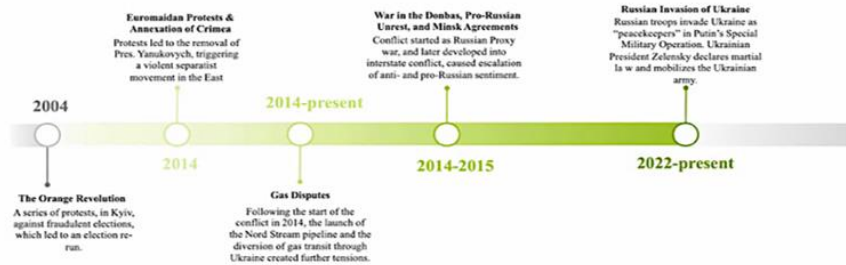 Euromaidan Protests &
Annexation of Crimea
Protests led to the removal of
Pres. Yanukovych, triggering
a violent separatist
movement in the East
War in the Donbas, Pro-Russian
Unrest, and Minsk Agreements
Conflict started as Russian Proxy
war, and later developed into
interstate conflict, caused escalation
of anti- and pro-Russian sentiment.
Russian Invasion of Ukraine
Russian troops invade Ukraine as
“peacekeepers” in Putin's Special
Military Operation. Ukrainian
President Zelensky declares martial
la w and mobilizes the Ukrainian
army.
2004
2014-present
2014
2014-2015
2022-present
The Orange Revolution
A series of protests, in Kyiv,
against fraudulent elections,
which led to an election re-
run.
Gas Disputes
Following the start of the
conflict in 2014, the launch of
the Nord Stream pipeline and the
diversion of gas transit through
Ukraine created further tensions.